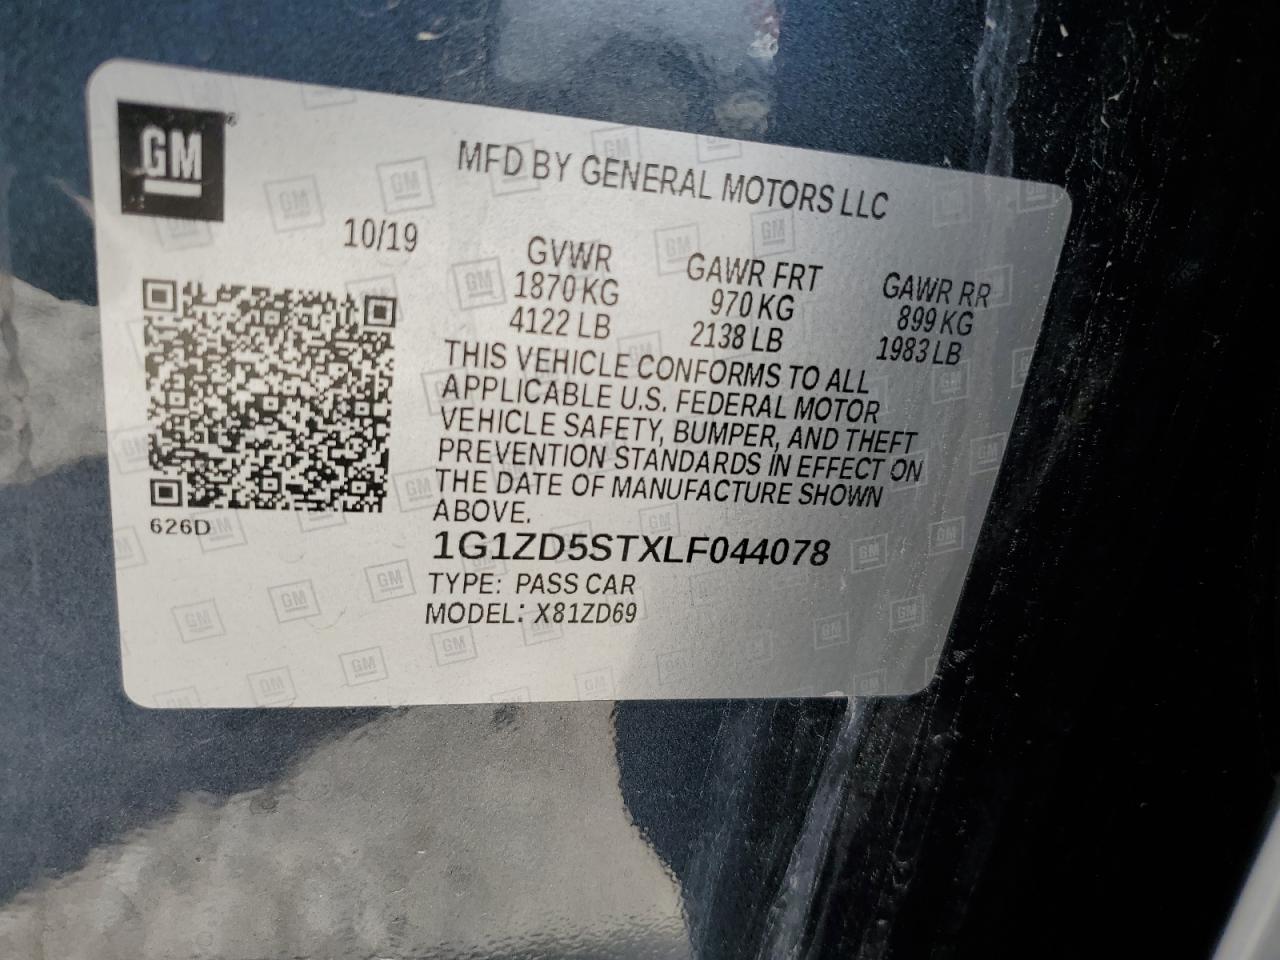 GM
MFD BY GENERAL MOTORS LLC
10/19
GVWR
1870 KG
4122 LB
GAWR FRT
970 KG
2138 LB
GAWR RR
899 KG
1983 LB
THIS VEHICLE CONFORMS TO ALL
APPLICABLE U.S. FEDERAL MOTOR
VEHICLE SAFETY, BUMPER, AND THEFT
PREVENTION STANDARDS IN EFFECT ON
THE DATE OF MANUFACTURE SHOWN
ABOVE.
626D
1G1ZD5STXLF044078
TYPE: PASS CAR
MODEL: X81ZD69